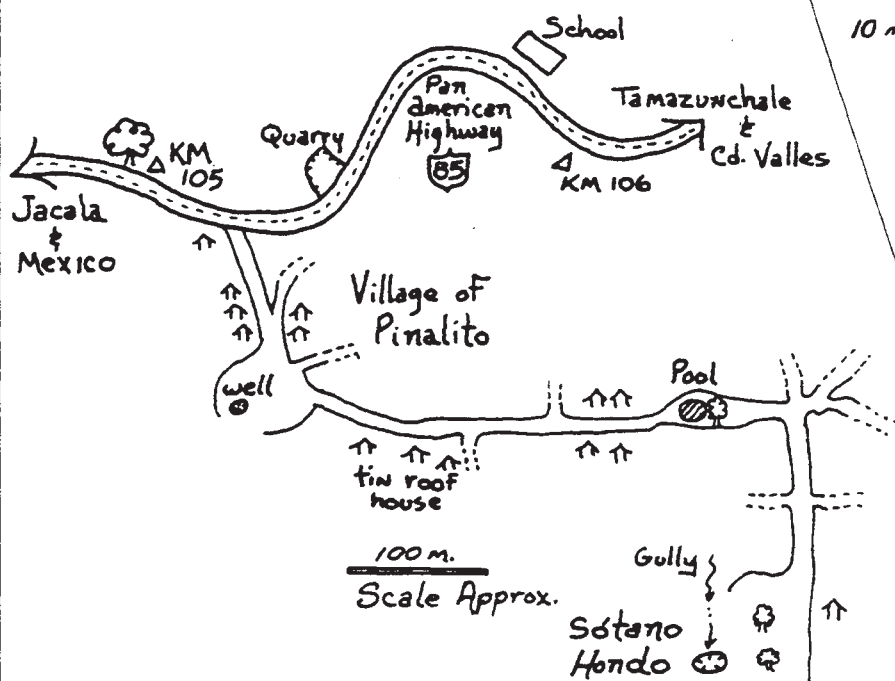 School
10 m
Pan
american
Highway
85
Tamazunchale
&
Cd. Valles
Quarry
KM
105
KM 106
Jacala
&
Mexico
Village of
Pinalito
well
Pool
tin roof
house
100 m.
Scale Approx.
Gully
Sótano
Hondo